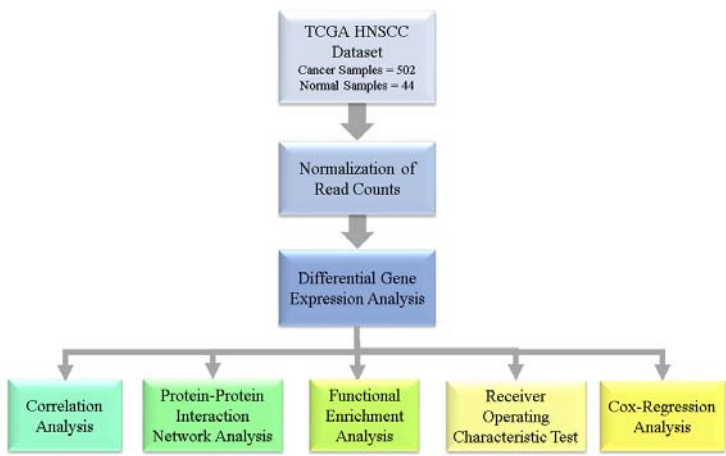 TCGA HNSCC
Dataset
Cancer Samples = 502
Normal Samples = 44
Normalization of
Read Counts
Differential Gene
Expression Analysis
Correlation
Analysis
Protein-Protein
Interaction
Network Analysis
Functional
Enrichment
Analysis
Receiver
Operating
Characteristic Test
Cox-Regression
Analysis